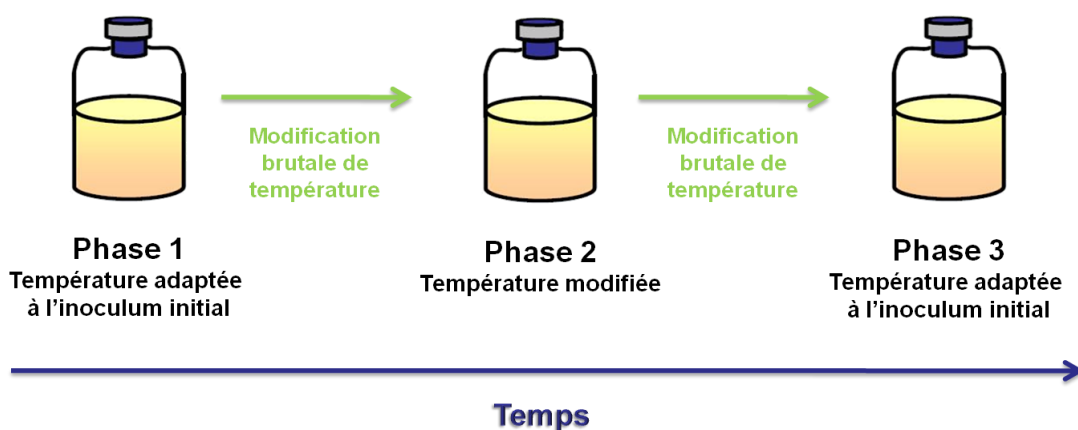 Modification
brutale de
température
Modification
brutale de
température
Phase 1
Température adaptée
à l’inoculum initial
Phase 2
Température modifiée
Phase 3
Température adaptée
à l’inoculum initial
Temps